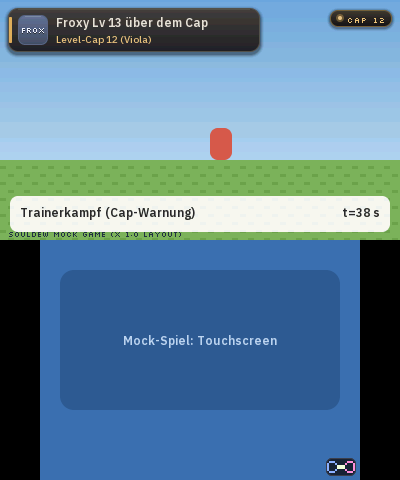 FROX
Froxy Lv 13 über dem Cap
Level-Cap 12 (Viola)
CAP 12
Trainerkampf (Cap-Warnung)
t=38 s
SOULDEW MOCK GAME (X 1.0 LAYOUT)
Mock-Spiel: Touchscreen